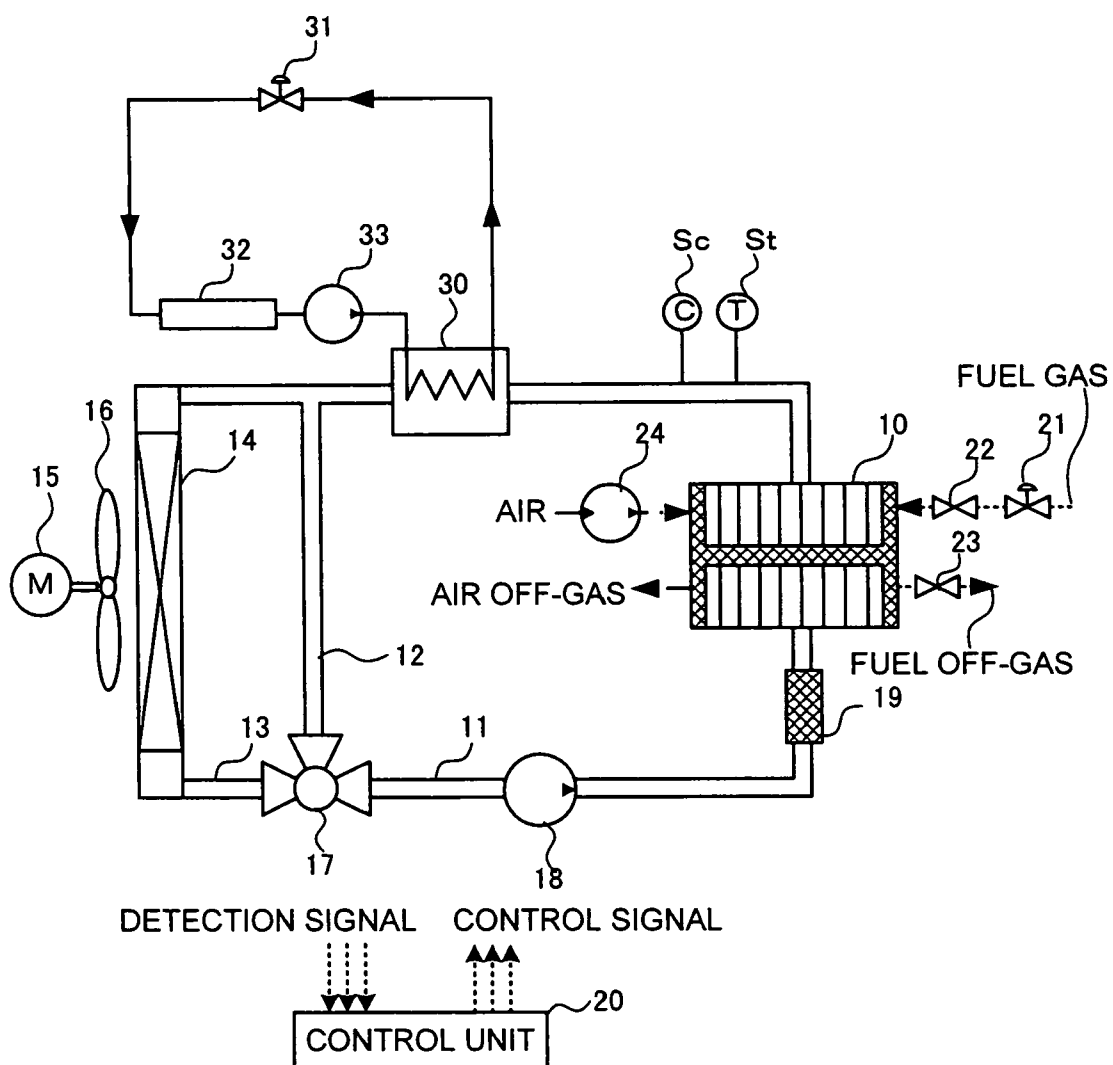 31
33
32
30
Sc
St
C
T
FUEL GAS
16
14
15
24
10
22
21
AIR
M
23
AIR OFF-GAS
FUEL OFF-GAS
12
19
13
11
17
18
DETECTION SIGNAL
CONTROL SIGNAL
20
CONTROL UNIT